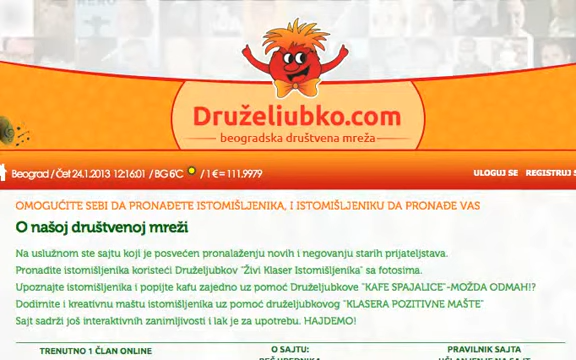 Druželjubko.com
beogradska društvena mreža
Beograd / Čet 24.1.2013 12:16:01 / BG 6°C / 1 € = 111.9979
ULOGUJ SE REGISTRUJ
OMOGUĆITE SEBI DA PRONAĐETE ISTOMIŠLJENIKA, I ISTOMIŠLJENIKU DA PRONAĐE VAS
O našoj društvenoj mreži
Na uslužnom ste sajtu koji je posvećen pronalaženju novih i negovanju starih prijateljstava.
Pronađite istomišljenika koristeći Druželjubkov "Živi Klaser Istomišljenika" sa fotosima.
Upoznajte istomišljenika i popijte kafu zajedno uz pomoć Druželjubkove "KAFE SPAJALICE"-MOŽDA ODMAH!?
Dodirnite i kreativnu maštu istomišljenika uz pomoć druželjubkovog "KLASERA POZITIVNE MAŠTE"
Sajt sadrži još interaktivnih zanimljivosti i lak je za upotrebu. HAJDEMO!
TRENUTNO 1 ČLAN ONLINE
O SAJTU:
PRAVILNIK SAJTA